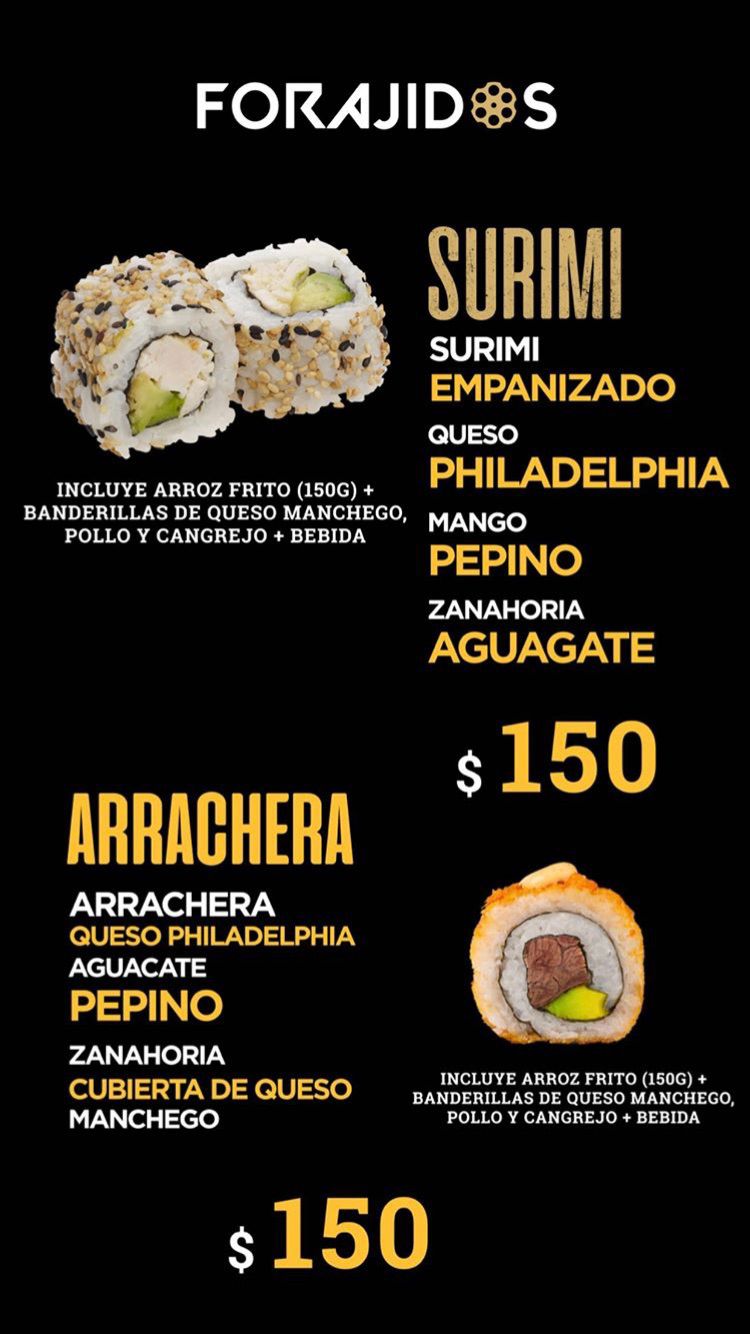 FORAJIDOS
SURIMI
SURIMI
EMPANIZADO
QUESO
PHILADELPHIA
MANGO
PEPINO
ZANAHORIA
AGUAGATE
$ 150
INCLUYE ARROZ FRITO (150G) +
BANDERILLAS DE QUESO MANCHEGO,
POLLO Y CANGREJO + BEBIDA
ARRACHERA
ARRACHERA
QUESO PHILADELPHIA
AGUACATE
PEPINO
ZANAHORIA
CUBIERTA DE QUESO
MANCHEGO
INCLUYE ARROZ FRITO (150G) +
BANDERILLAS DE QUESO MANCHEGO,
POLLO Y CANGREJO + BEBIDA
$ 150